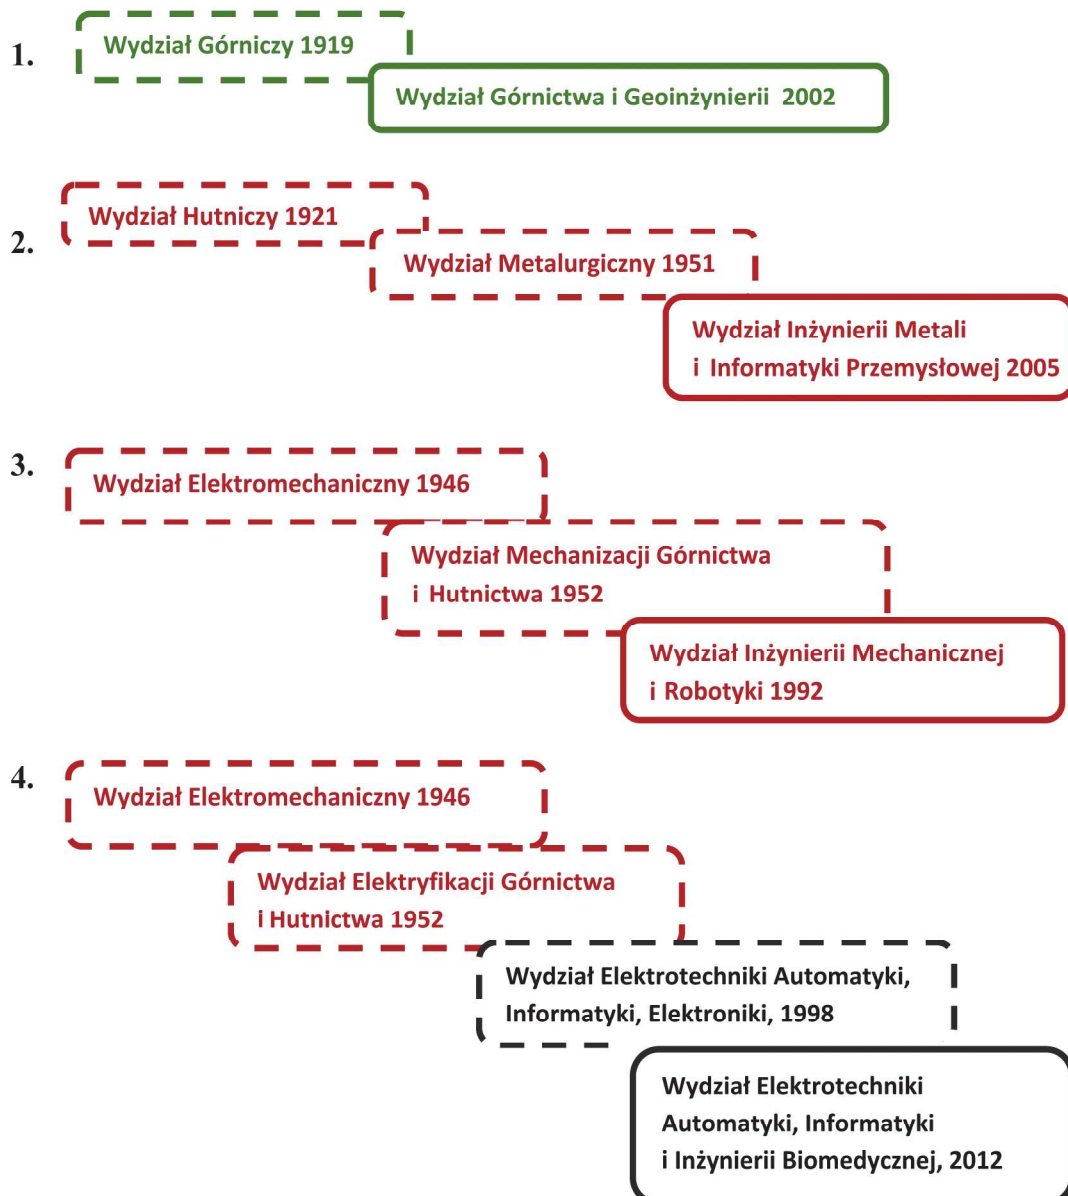 1.
Wydział Górniczy 1919
Wydział Górnictwa i Geoinżynierii 2002
2.
Wydział Hutniczy 1921
Wydział Metalurgiczny 1951
Wydział Inżynierii Metali
i Informatyki Przemysłowej 2005
3.
Wydział Elektromechaniczny 1946
Wydział Mechanizacji Górnictwa
i Hutnictwa 1952
Wydział Inżynierii Mechanicznej
i Robotyki 1992
4.
Wydział Elektromechaniczny 1946
Wydział Elektryfikacji Górnictwa
i Hutnictwa 1952
Wydział Elektrotechniki Automatyki,
Informatyki, Elektroniki, 1998
Wydział Elektrotechniki
Automatyki, Informatyki
i Inżynierii Biomedycznej, 2012